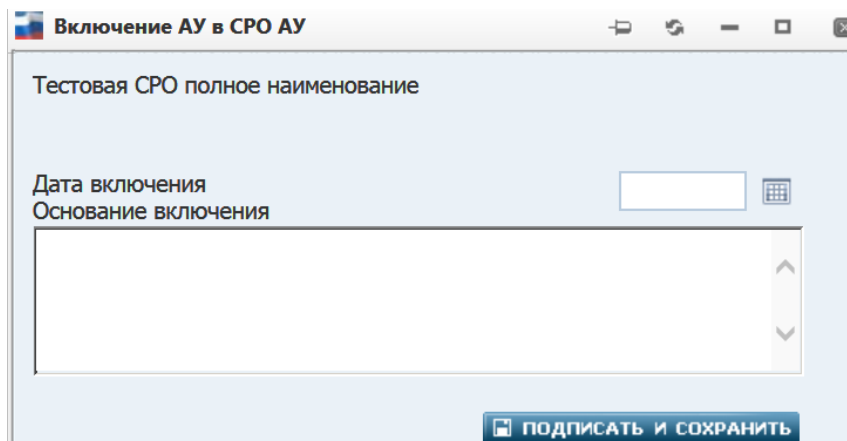 Включение АУ в СРО АУ
Тестовая СРО полное наименование
Дата включения
Основание включения
ПОДПИСАТЬ И СОХРАНИТЬ